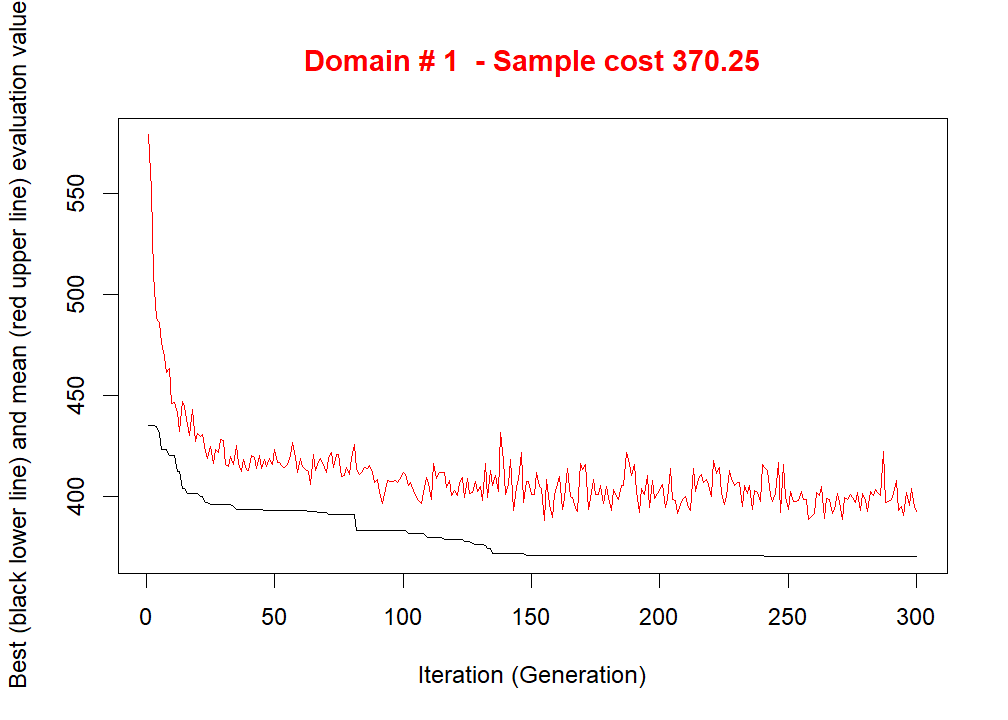 Domain # 1  - Sample cost 370.25
Best (black lower line) and mean (red upper line) evaluation value
550
500
450
400
0 50 100 150 200 250 300
Iteration (Generation)